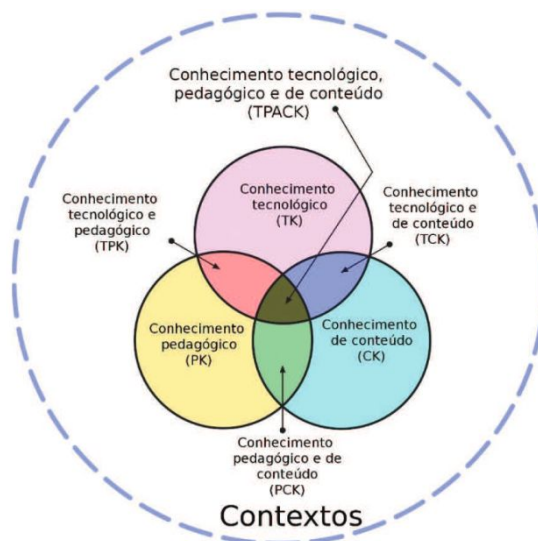 Conhecimento tecnológico,
pedagógico e de conteúdo
(TPACK)
Conhecimento
tecnológico e
pedagógico
(TPK)
Conhecimento
tecnológico
(TK)
Conhecimento
tecnológico e
de conteúdo
(TCK)
Conhecimento
pedagógico
(PK)
Conhecimento
de conteúdo
(CK)
Conhecimento
pedagógico e de
conteúdo
(PCK)
Contextos